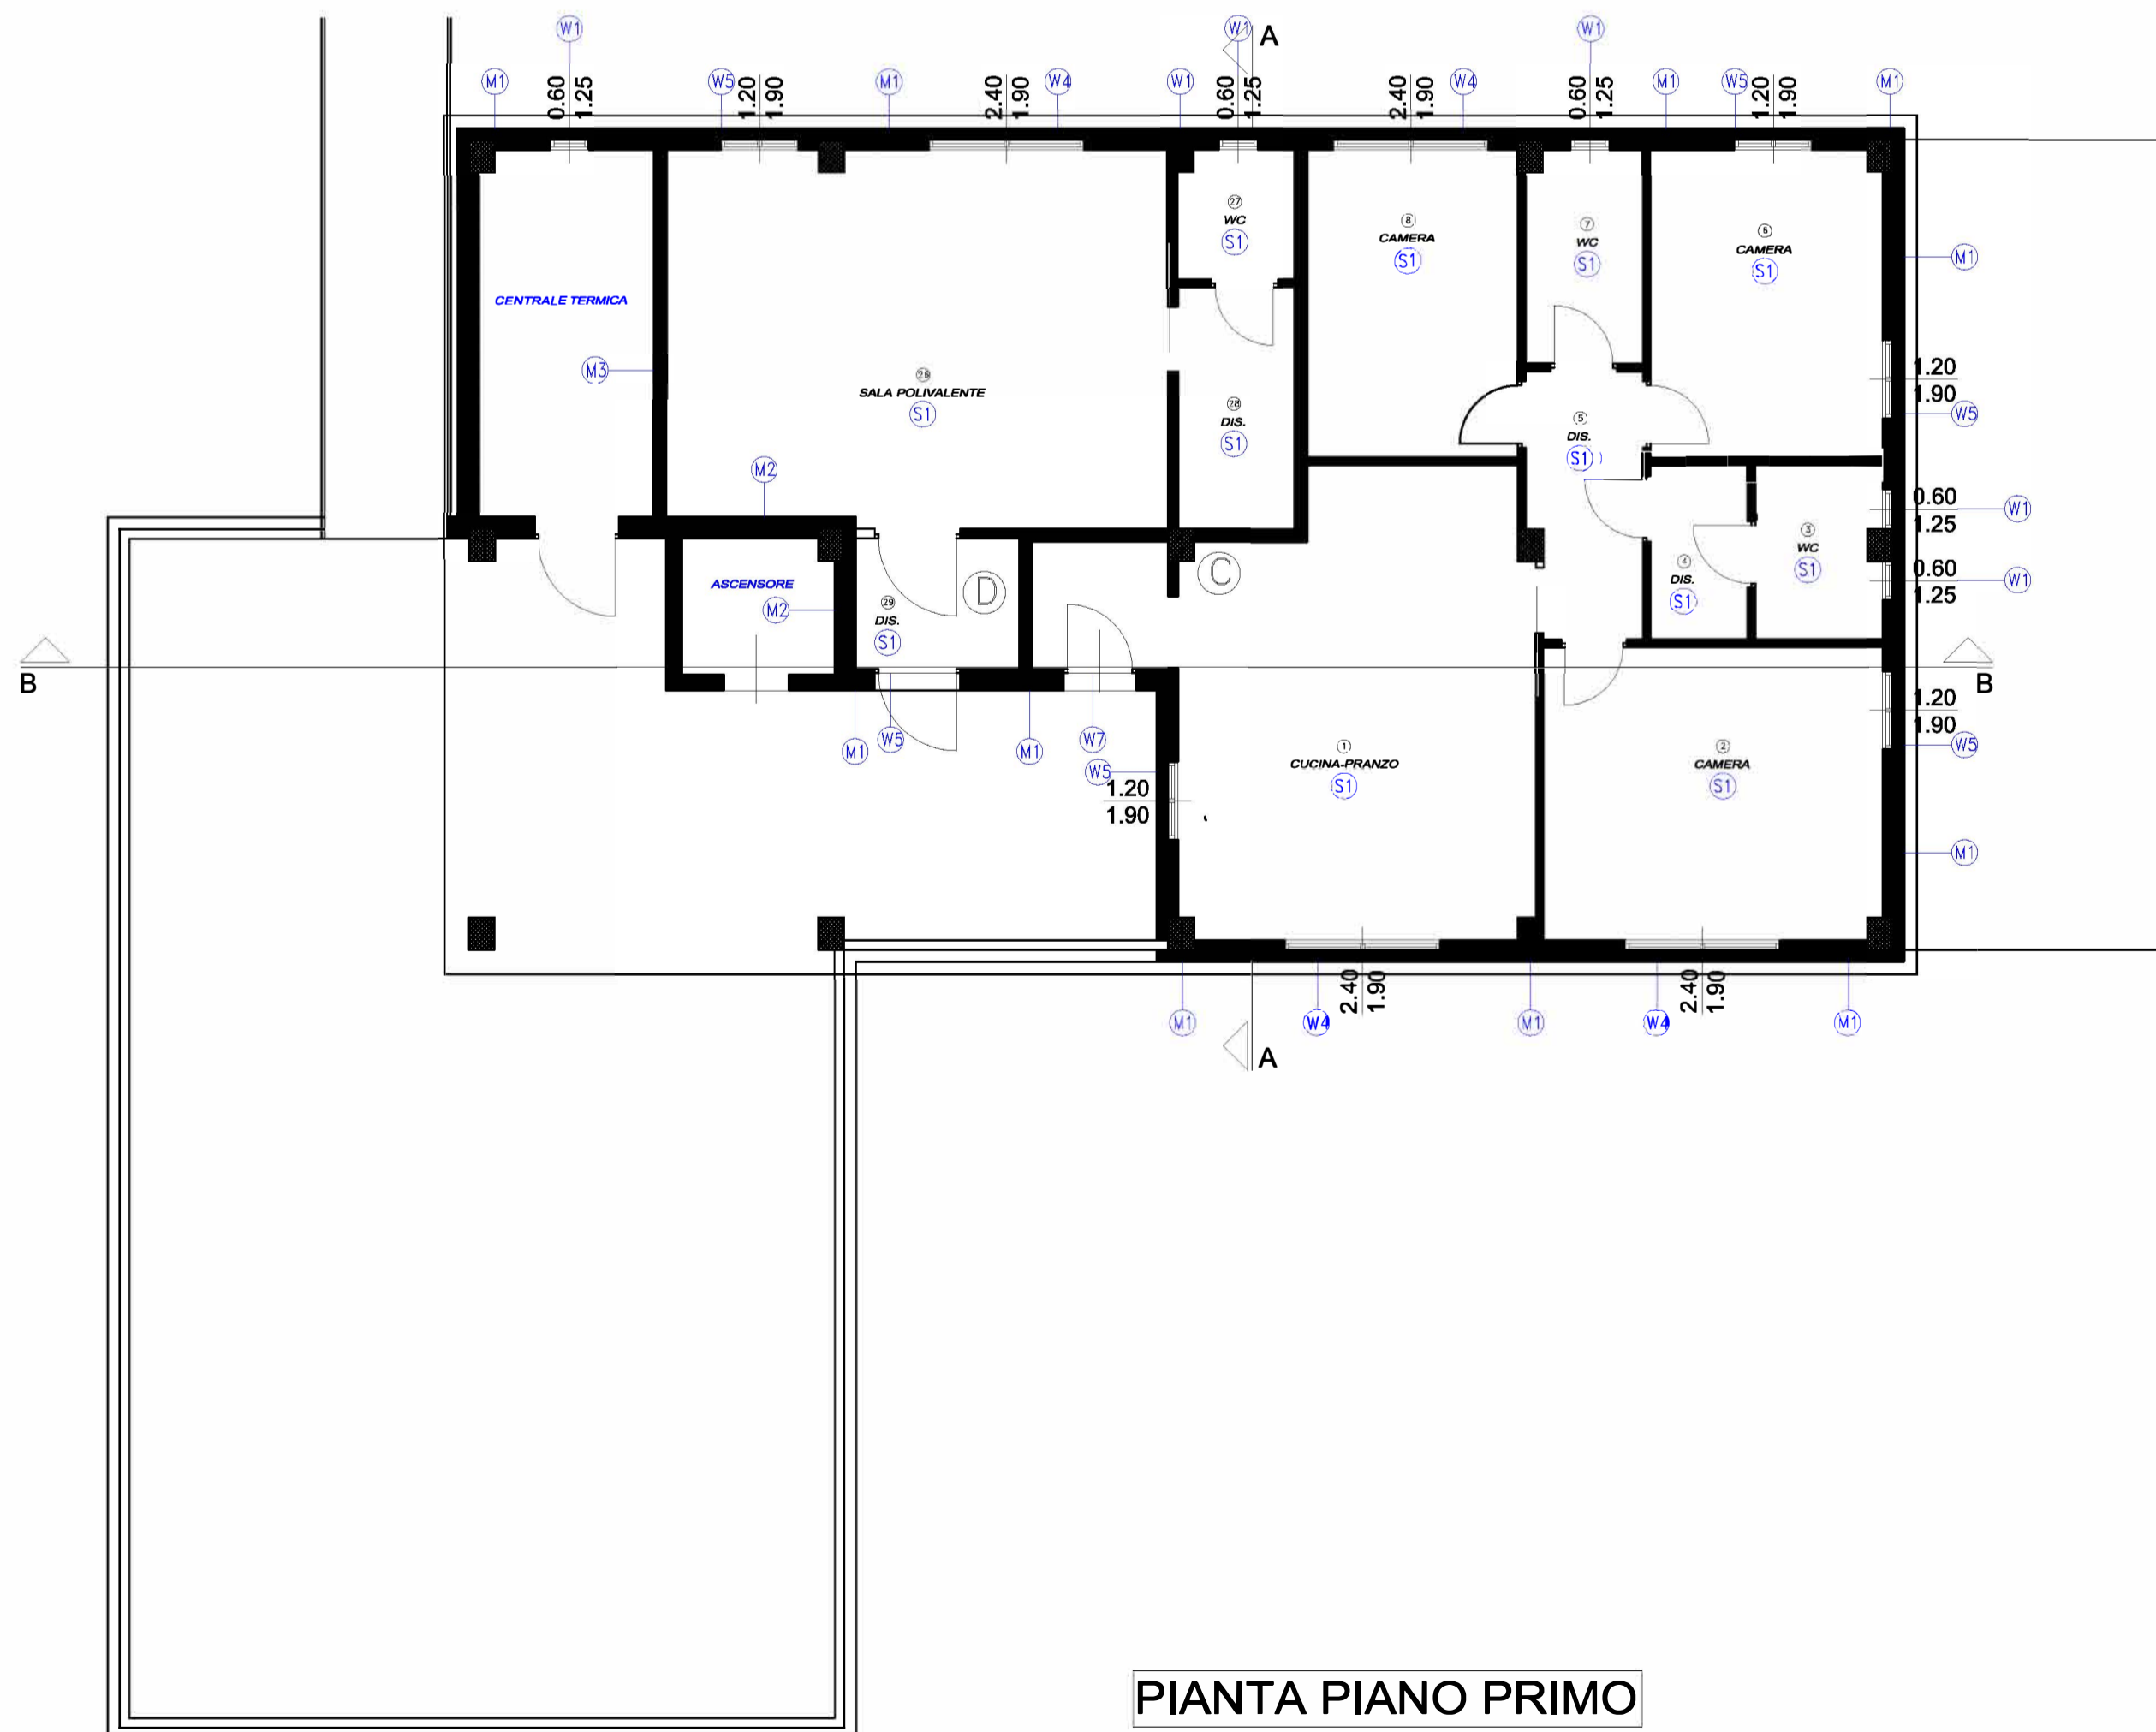 W1
W1
A
W1
M1
0.60
1.25
W5
1.20
1.90
M1
2.40
1.90
W4
W1
0.60
1.25
2.40
1.90
W4
0.60
1.25
M1
W5
1.20
1.90
M1
27
WC
S1
8
CAMERA
S1
7
WC
S1
CAMERA
S1
M1
CENTRALE TERMICA
M3
SALA POLIVALENTE
S1
M2
28
DIS.
S1
5
DIS.
S1
1.20
1.90
W5
0.60
1.25
W1
3
WC
S1
0.60
1.25
W1
4
DIS.
S1
ASCENSORE
M2
29
DIS.
S1
D
C
B
B
1.20
1.90
W5
M1
W5
M1
W7
W5
1.20
1.90
1
CUCINA-PRANZO
S1
2
CAMERA
S1
M1
M1
W4
2.40
1.90
M1
W4
2.40
1.90
M1
A
PIANTA PIANO PRIMO